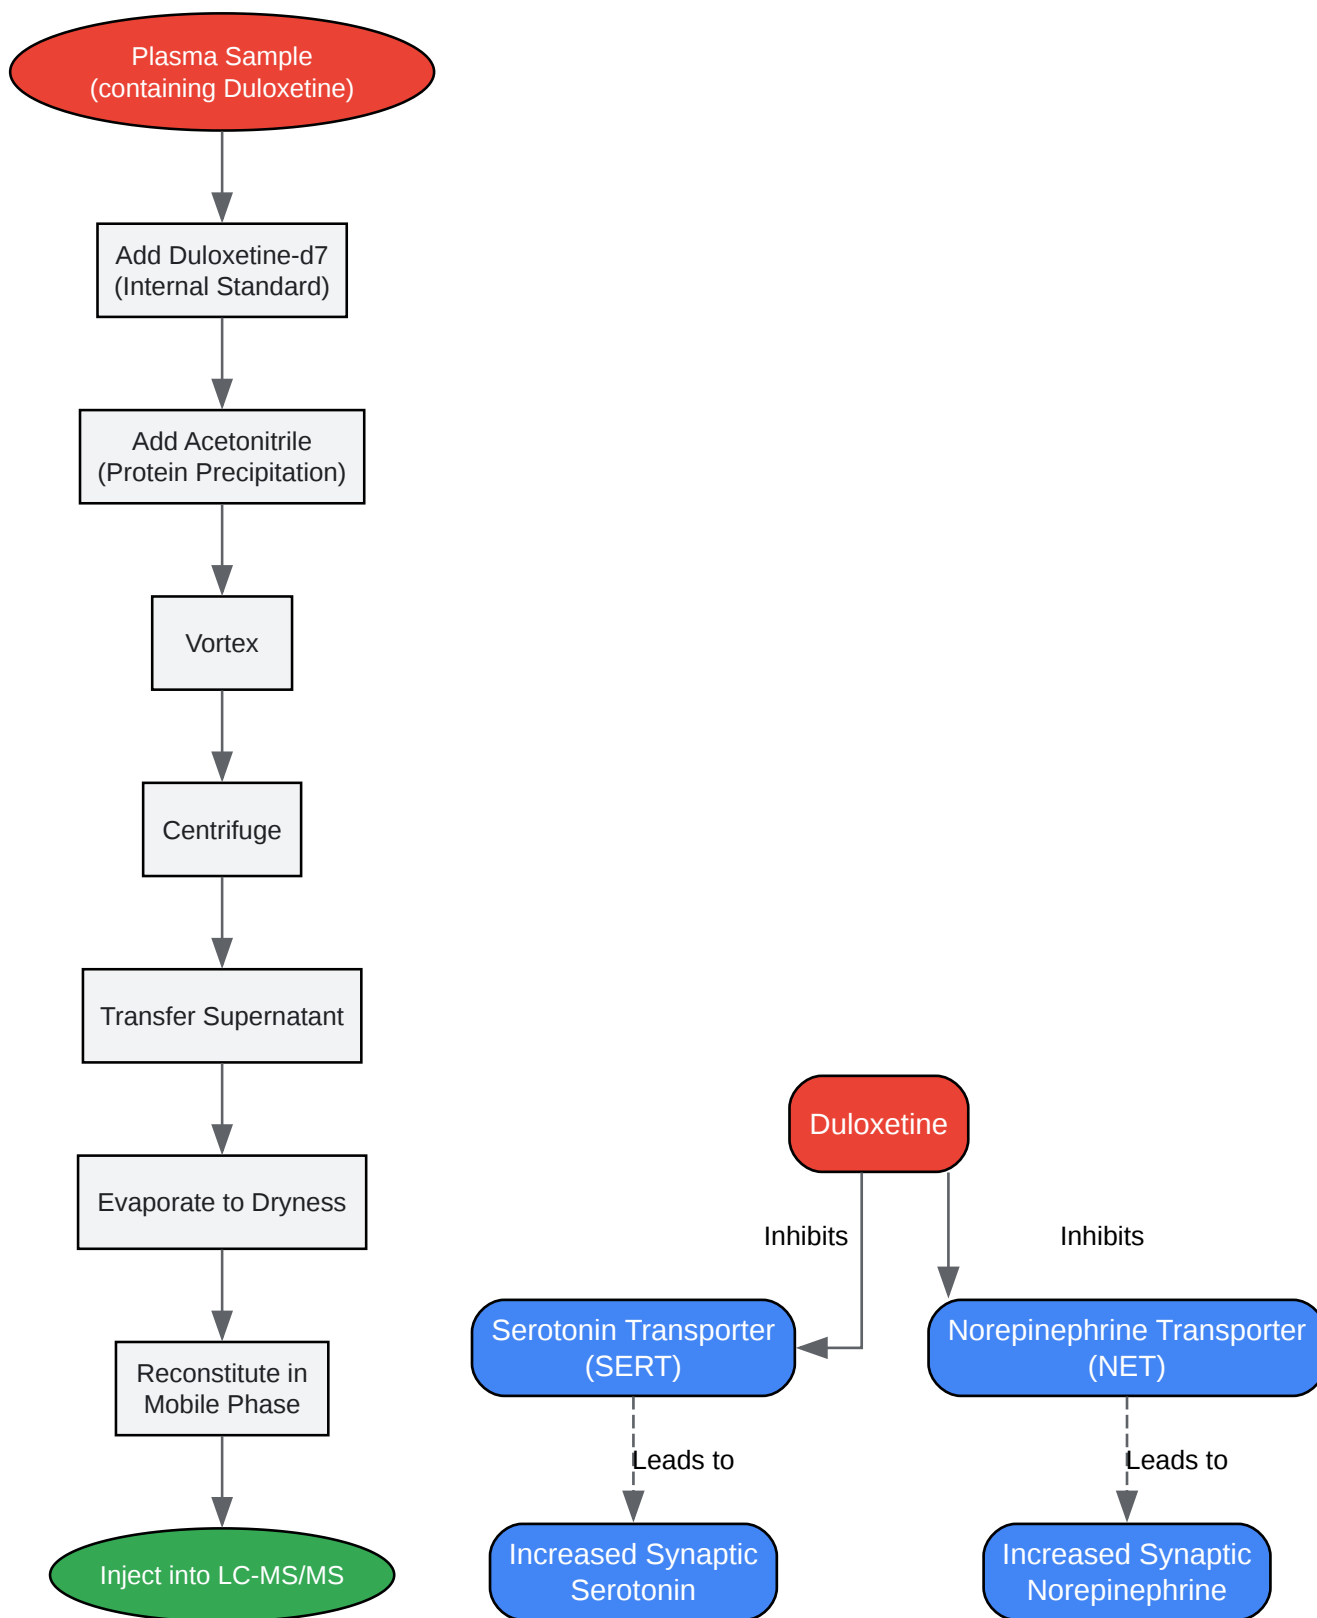 Plasma Sample
(containing Duloxetine)
Add Duloxetine-d7
(Internal Standard)
Add Acetonitrile
(Protein Precipitation)
Vortex
Centrifuge
Transfer Supernatant
Evaporate to Dryness
Reconstitute in
Mobile Phase
Inject into LC-MS/MS
Duloxetine
Inhibits
Inhibits
Serotonin Transporter
(SERT)
Norepinephrine Transporter
(NET)
Leads to
Leads to
Increased Synaptic
Serotonin
Increased Synaptic
Norepinephrine